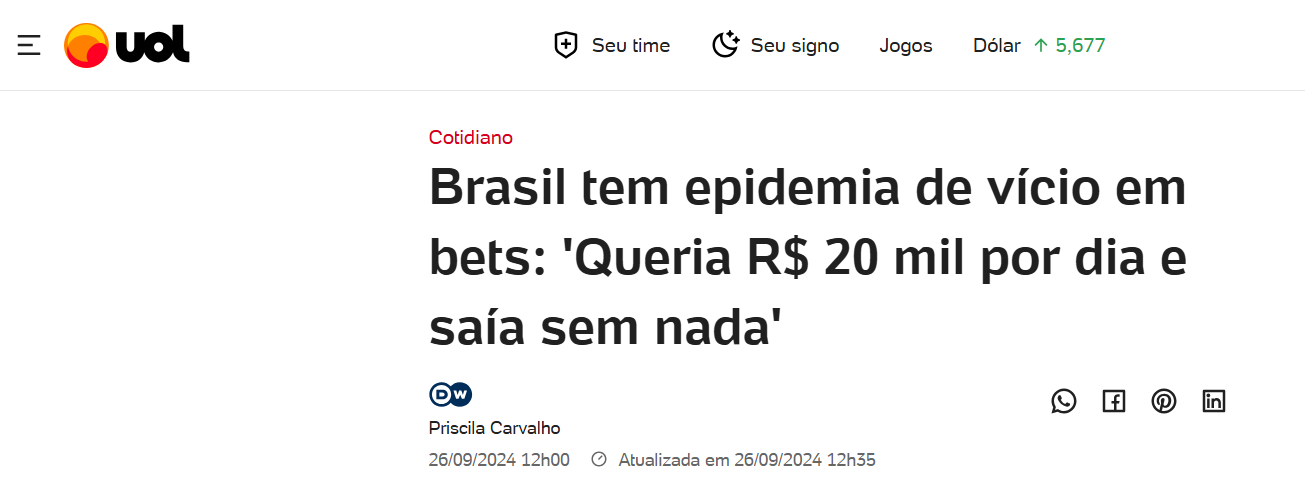 uol
Seu time
Seu signo
Jogos
Dólar ↑ 5,677
Cotidiano
Brasil tem epidemia de vício em
bets: 'Queria R$ 20 mil por dia e
saía sem nada'
DW
Priscila Carvalho
26/09/2024 12h00 Atualizada em 26/09/2024 12h35